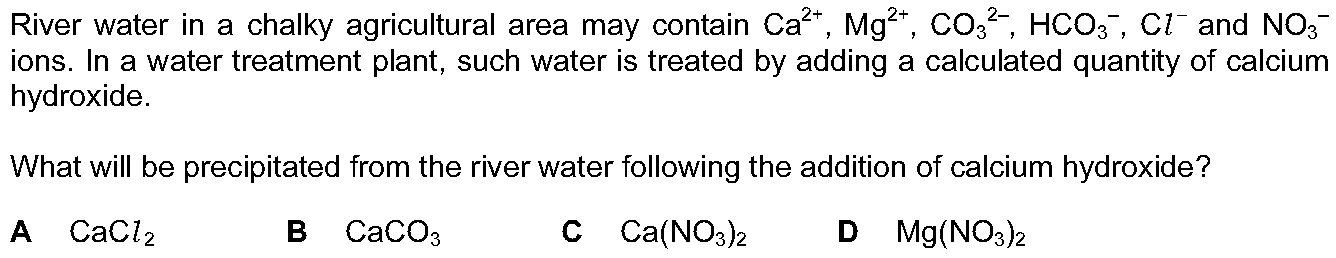 River water in a chalky agricultural area may contain Ca²⁺, Mg²⁺, CO₃²⁻, HCO₃⁻, Cl⁻ and NO₃⁻
ions. In a water treatment plant, such water is treated by adding a calculated quantity of calcium
hydroxide.
What will be precipitated from the river water following the addition of calcium hydroxide?
A CaCl₂ B CaCO₃ C Ca(NO₃)₂ D Mg(NO₃)₂